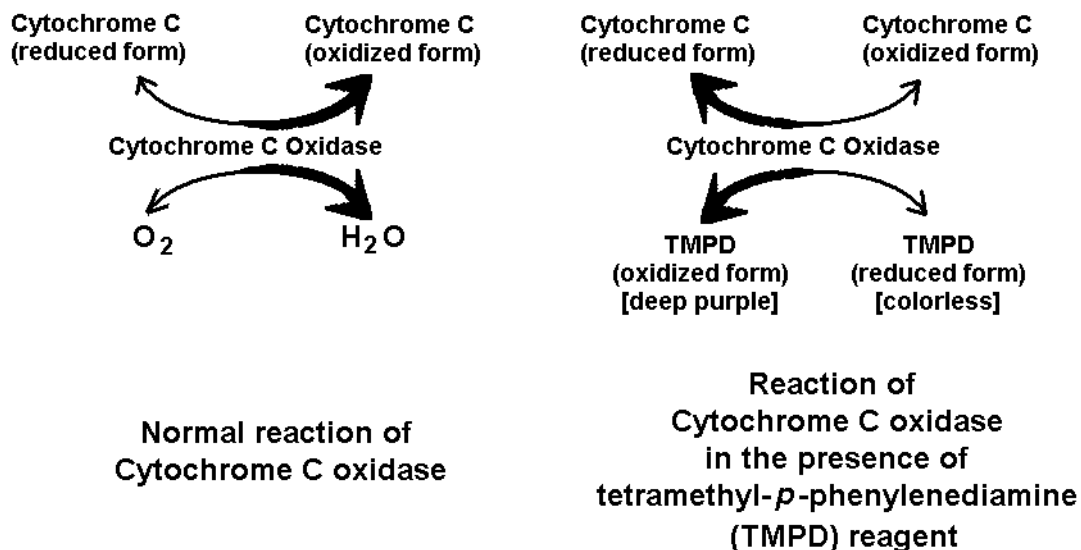 Cytochrome C
(reduced form)
Cytochrome C
(oxidized form)
Cytochrome C Oxidase
O2
H2O
Normal reaction of
Cytochrome C oxidase
Cytochrome C
(reduced form)
Cytochrome C
(oxidized form)
Cytochrome C Oxidase
TMPD
(oxidized form)
[deep purple]
TMPD
(reduced form)
[colorless]
Reaction of
Cytochrome C oxidase
in the presence of
tetramethyl-p-phenylenediamine
(TMPD) reagent